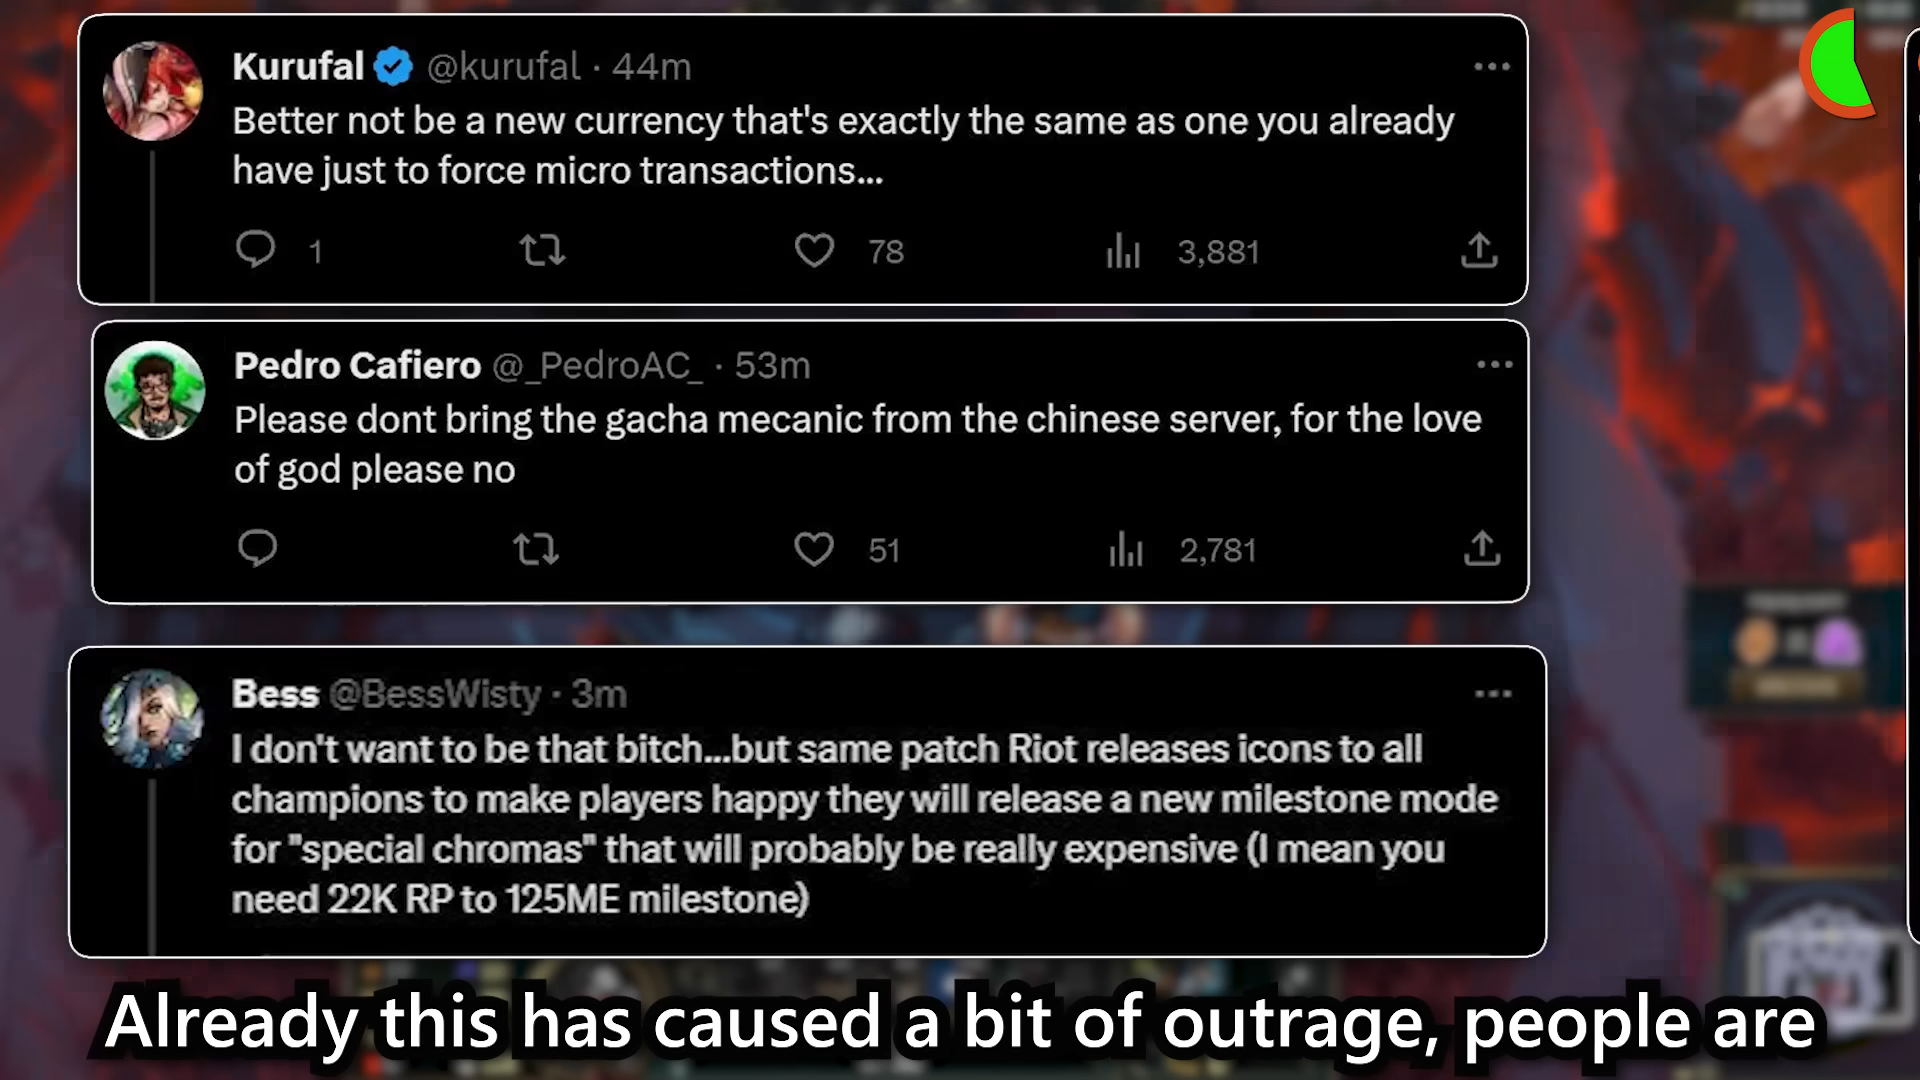 Kurufal @kurufal · 44m
Better not be a new currency that's exactly the same as one you already
have just to force micro transactions...
1 78 3,881
Pedro Cafiero @_PedroAC_ · 53m
Please dont bring the gacha mecanic from the chinese server, for the love
of god please no
51 2,781
Bess @BessWisty · 3m
I don't want to be that bitch...but same patch Riot releases icons to all
champions to make players happy they will release a new milestone mode
for "special chromas" that will probably be really expensive (I mean you
need 22K RP to 125ME milestone)
Already this has caused a bit of outrage, people are